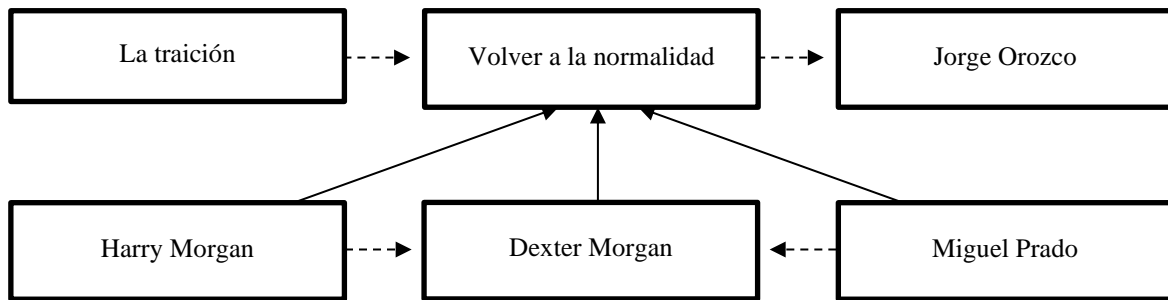 La traición
Volver a la normalidad
Jorge Orozco
Harry Morgan
Dexter Morgan
Miguel Prado